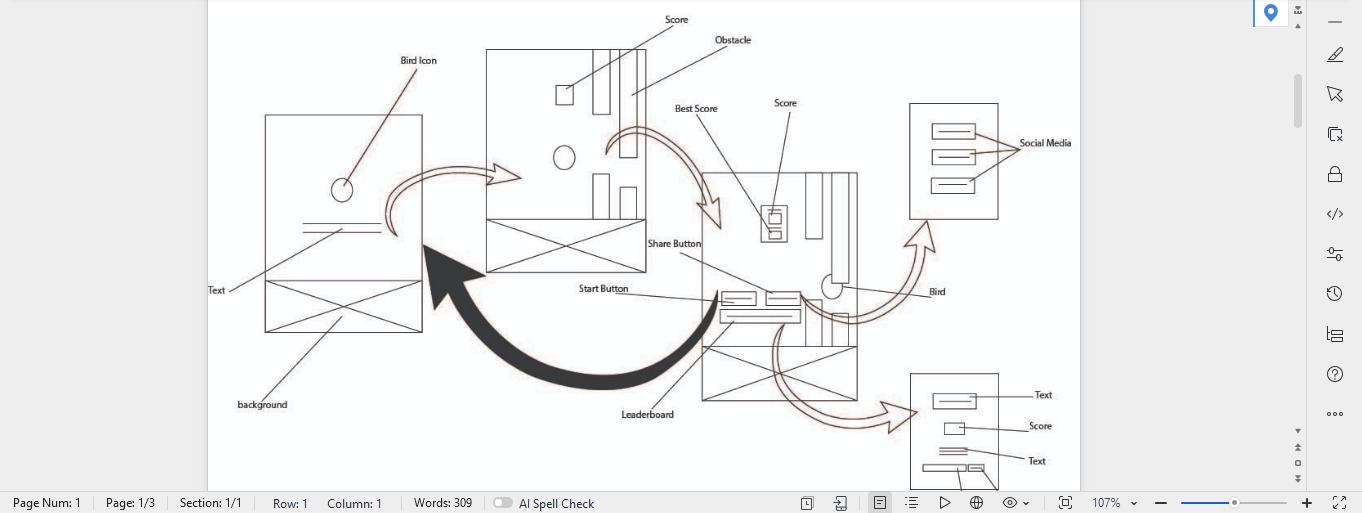 Score
Obstacle
Bird Icon
Best Score
Score
Social Media
Share Button
Start Button
Text
Bird
background
Leaderboard
Text
Score
Text
Page Num: 1
Page: 1/3
Section: 1/1
Row: 1
Column: 1
Words: 309
AI Spell Check
107%